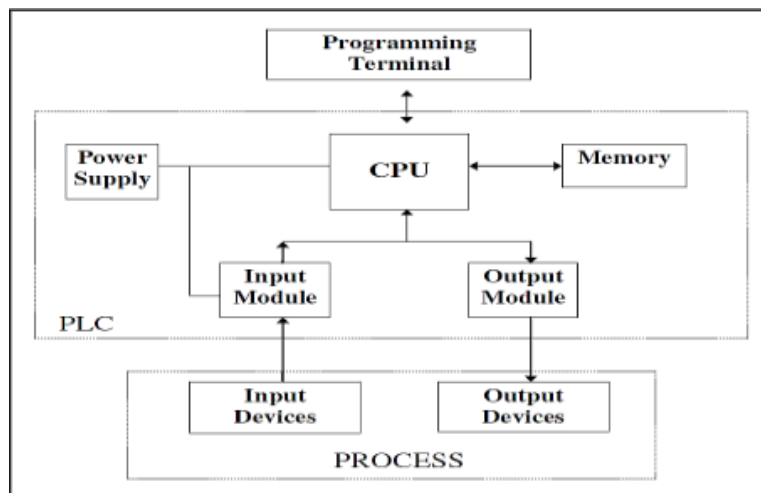 Programming
Terminal
Power
Supply
CPU
Memory
Input
Module
Output
Module
PLC
Input
Devices
Output
Devices
PROCESS